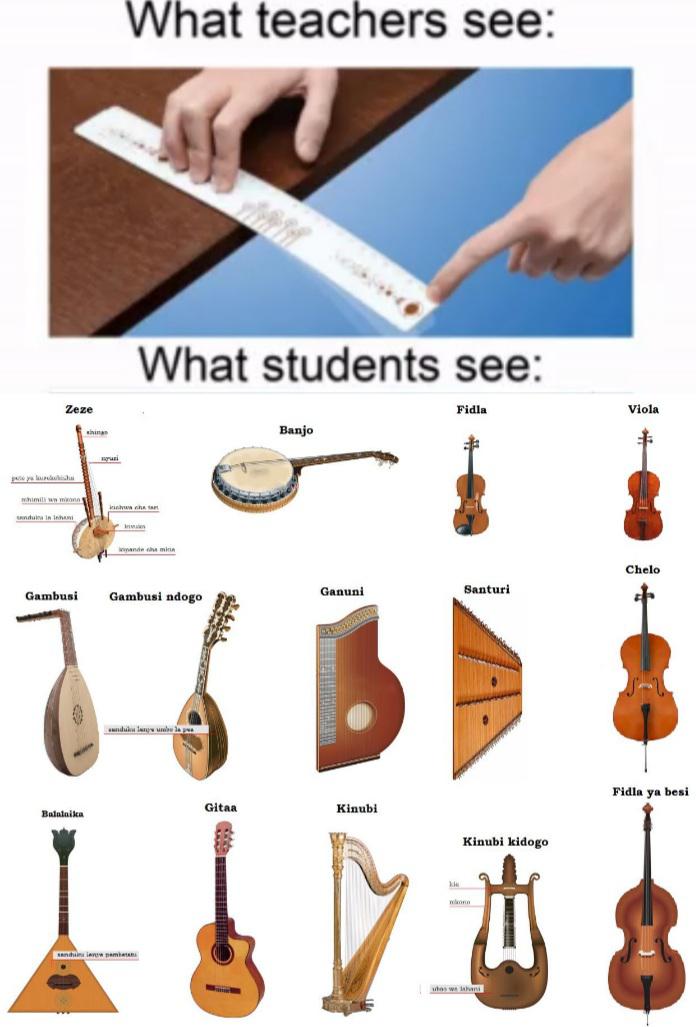 What teachers see:
What students see:
Zeze
Banjo
Fidla
Viola
shingo
nyuzi
pete ya kurekebisha
mhimili wa mkono
kichwa cha tari
sanduku la lahani
kivuko
kipande cha mkia
Gambusi
Gambusi ndogo
Ganuni
Santuri
Chelo
sanduku lenye umbo la pea
Balalaika
Gitaa
Kinubi
Kinubi kidogo
Fidla ya besi
mkono
sanduku lenye pembetatu
ubao wa lahani